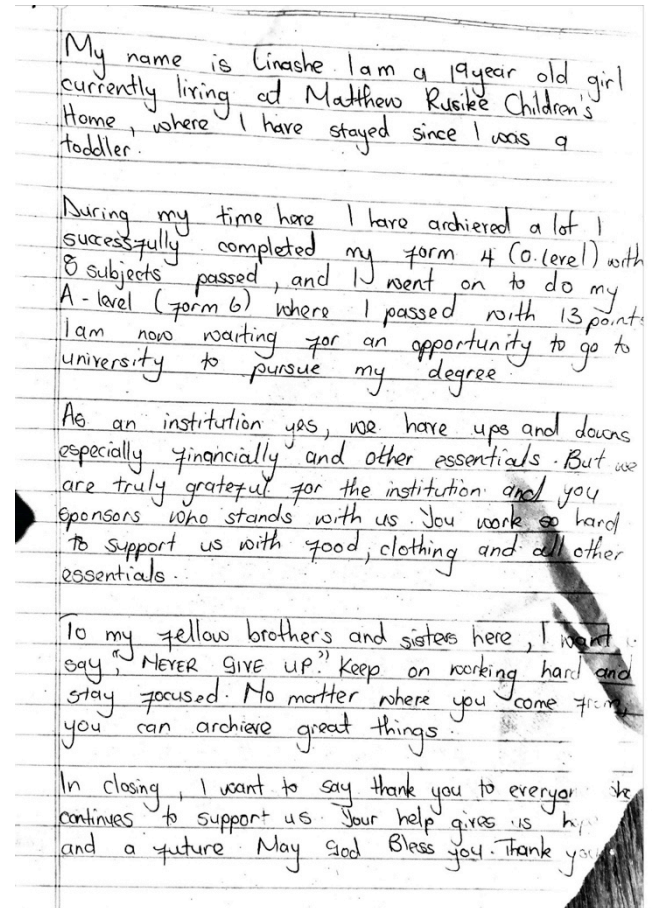 My name is Linashe. I am a 19 year old girl
currently living at Matthew Rusike Children's
Home, where I have stayed since I was a
toddler.
During my time here I have archieved a lot I
successfully completed my form 4 (O. level) with
8 subjects passed, and I went on to do my
A-level (form 6) where I passed with 13 points
I am now waiting for an opportunity to go to
university to pursue my degree
As an institution yes, we have ups and downs
especially financially and other essentials. But we
are truly grateful for the institution and you
sponsors who stands with us. You work so hard
to support us with food, clothing and all other
essentials.
To my fellow brothers and sisters here, I want
say, "NEVER GIVE UP." Keep on working hard and
stay focused. No matter where you come from,
you can archieve great things.
In closing, I want to say thank you to everyone
continues to support us. Your help gives us
and a future. May God Bless you. Thank you